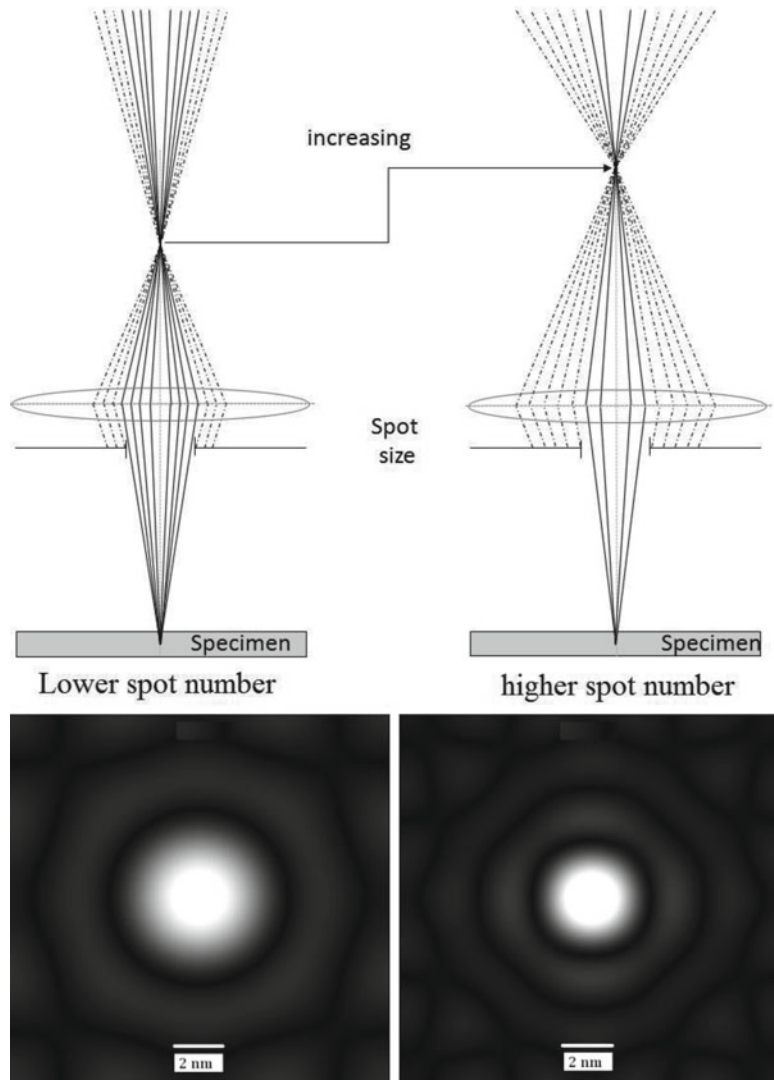 increasing
Spot
size
Specimen
Specimen
Lower spot number
higher spot number
2 nm
2 nm